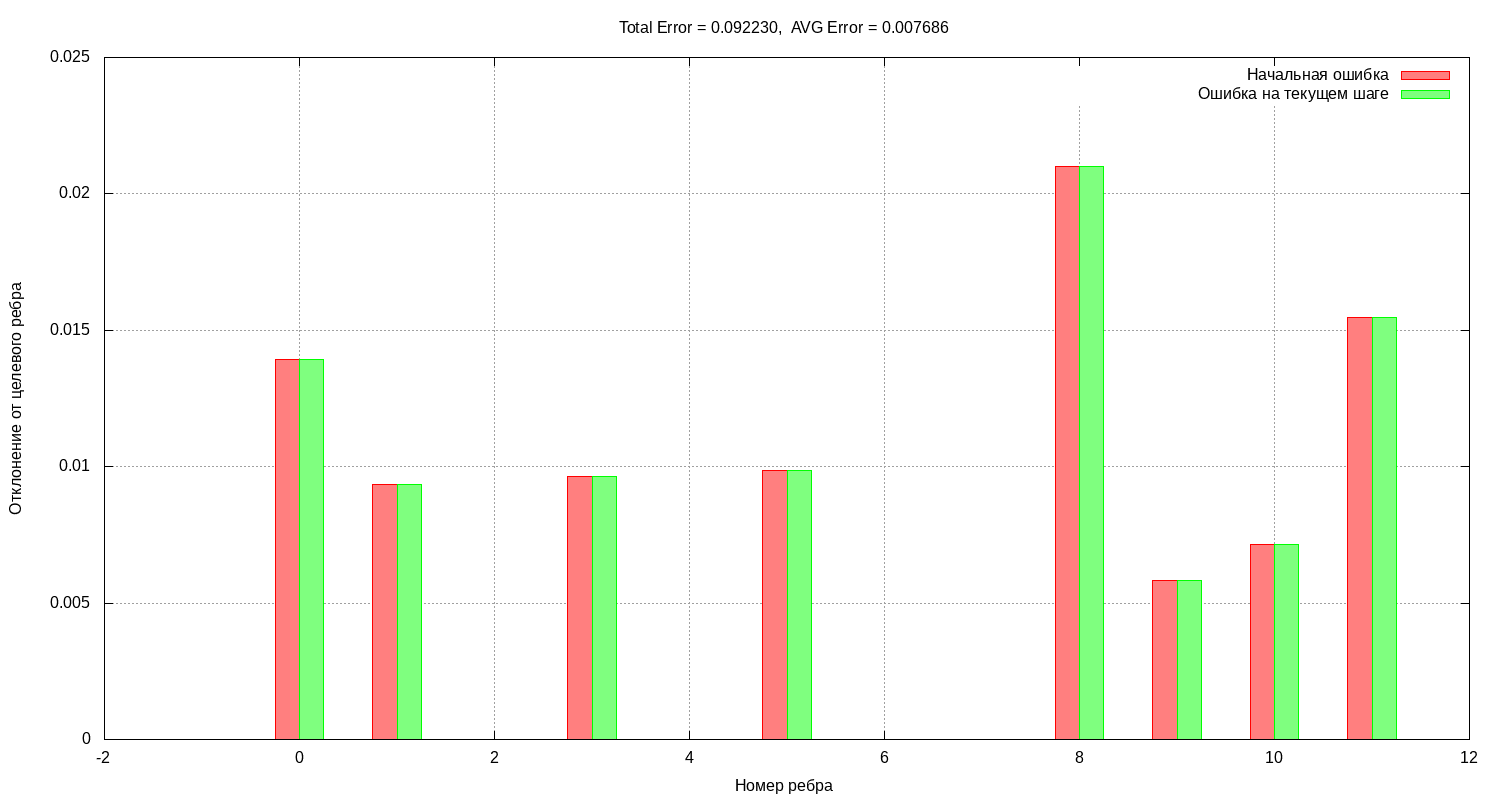 Total Error = 0.092230,  AVG Error = 0.007686
Начальная ошибка
Ошибка на текущем шаге
0.025
0.02
0.015
0.01
0.005
0
Отклонение от целевого ребра
-2 0 2 4 6 8 10 12
Номер ребра